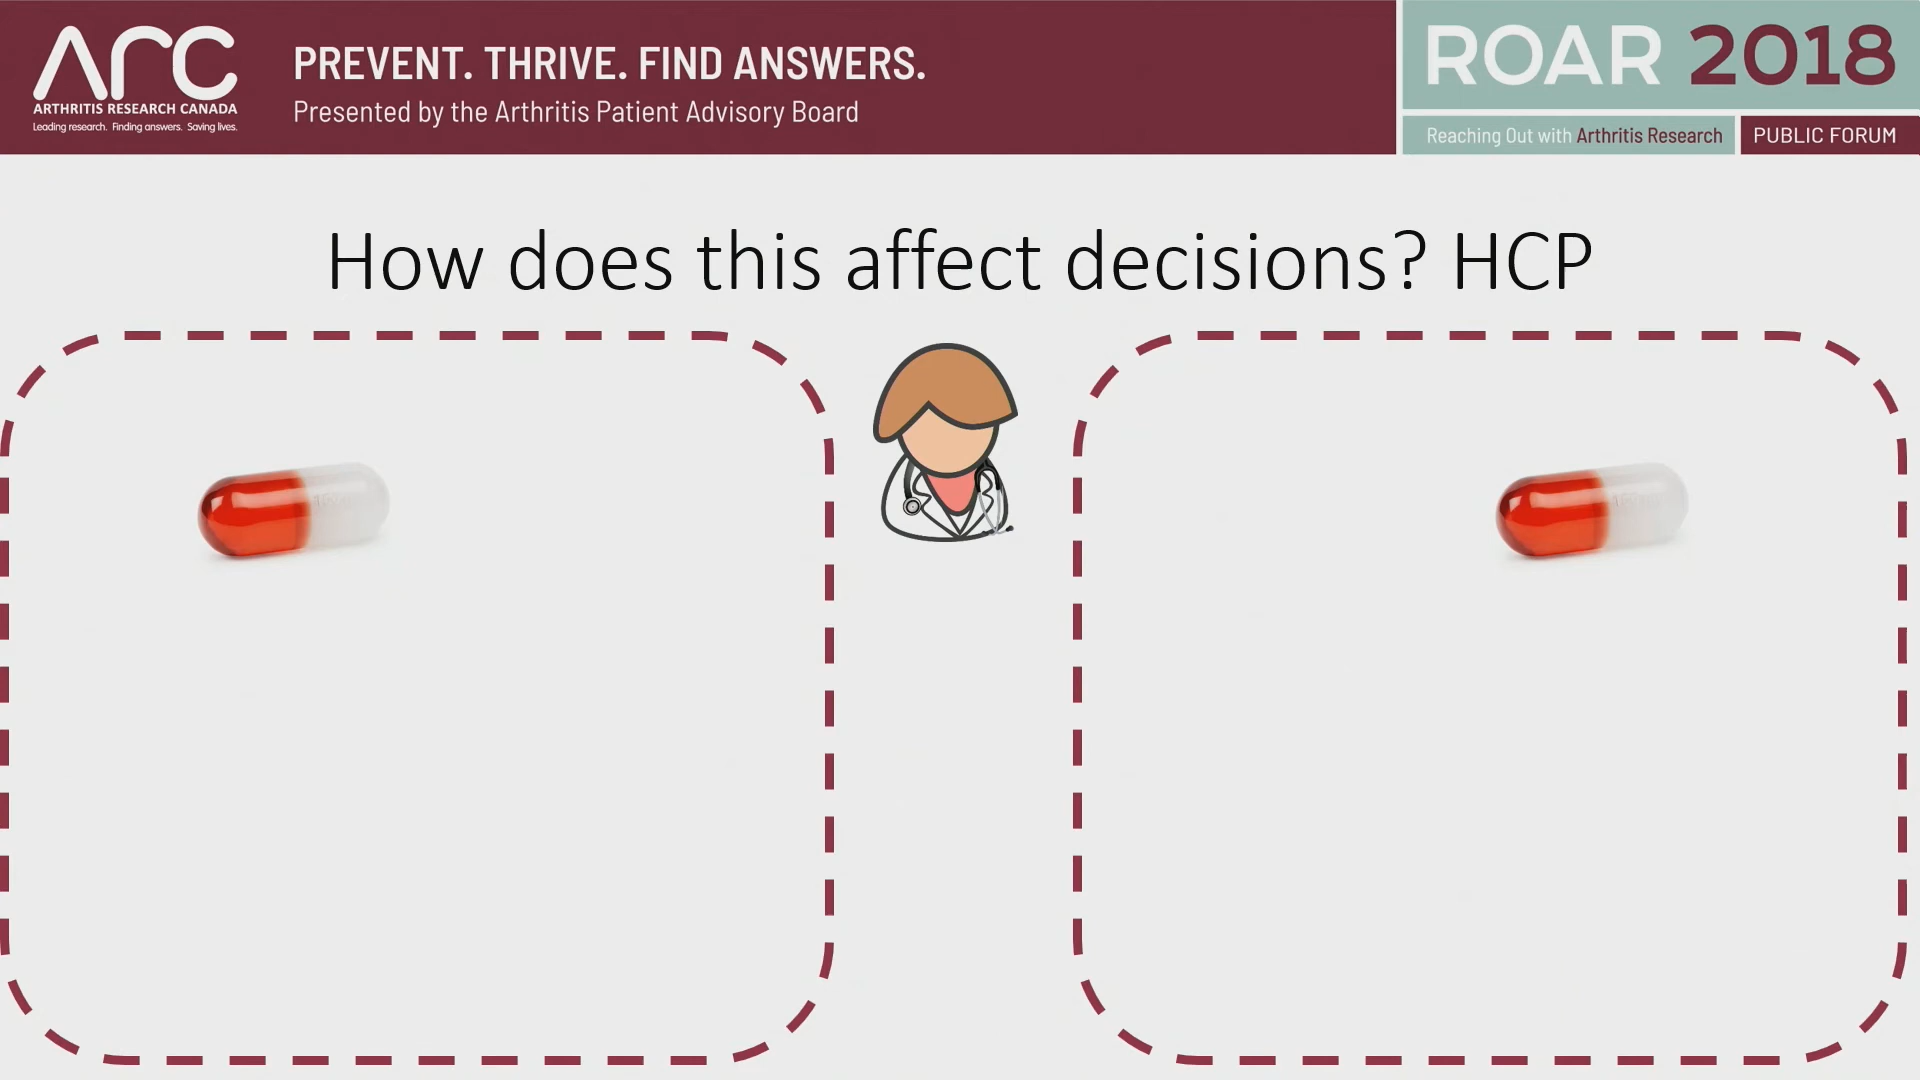 ARC
ARTHRITIS RESEARCH CANADA
Leading research. Finding answers. Saving lives.
PREVENT. THRIVE. FIND ANSWERS.
Presented by the Arthritis Patient Advisory Board
ROAR 2018
Reaching Out with Arthritis Research
PUBLIC FORUM
How does this affect decisions? HCP